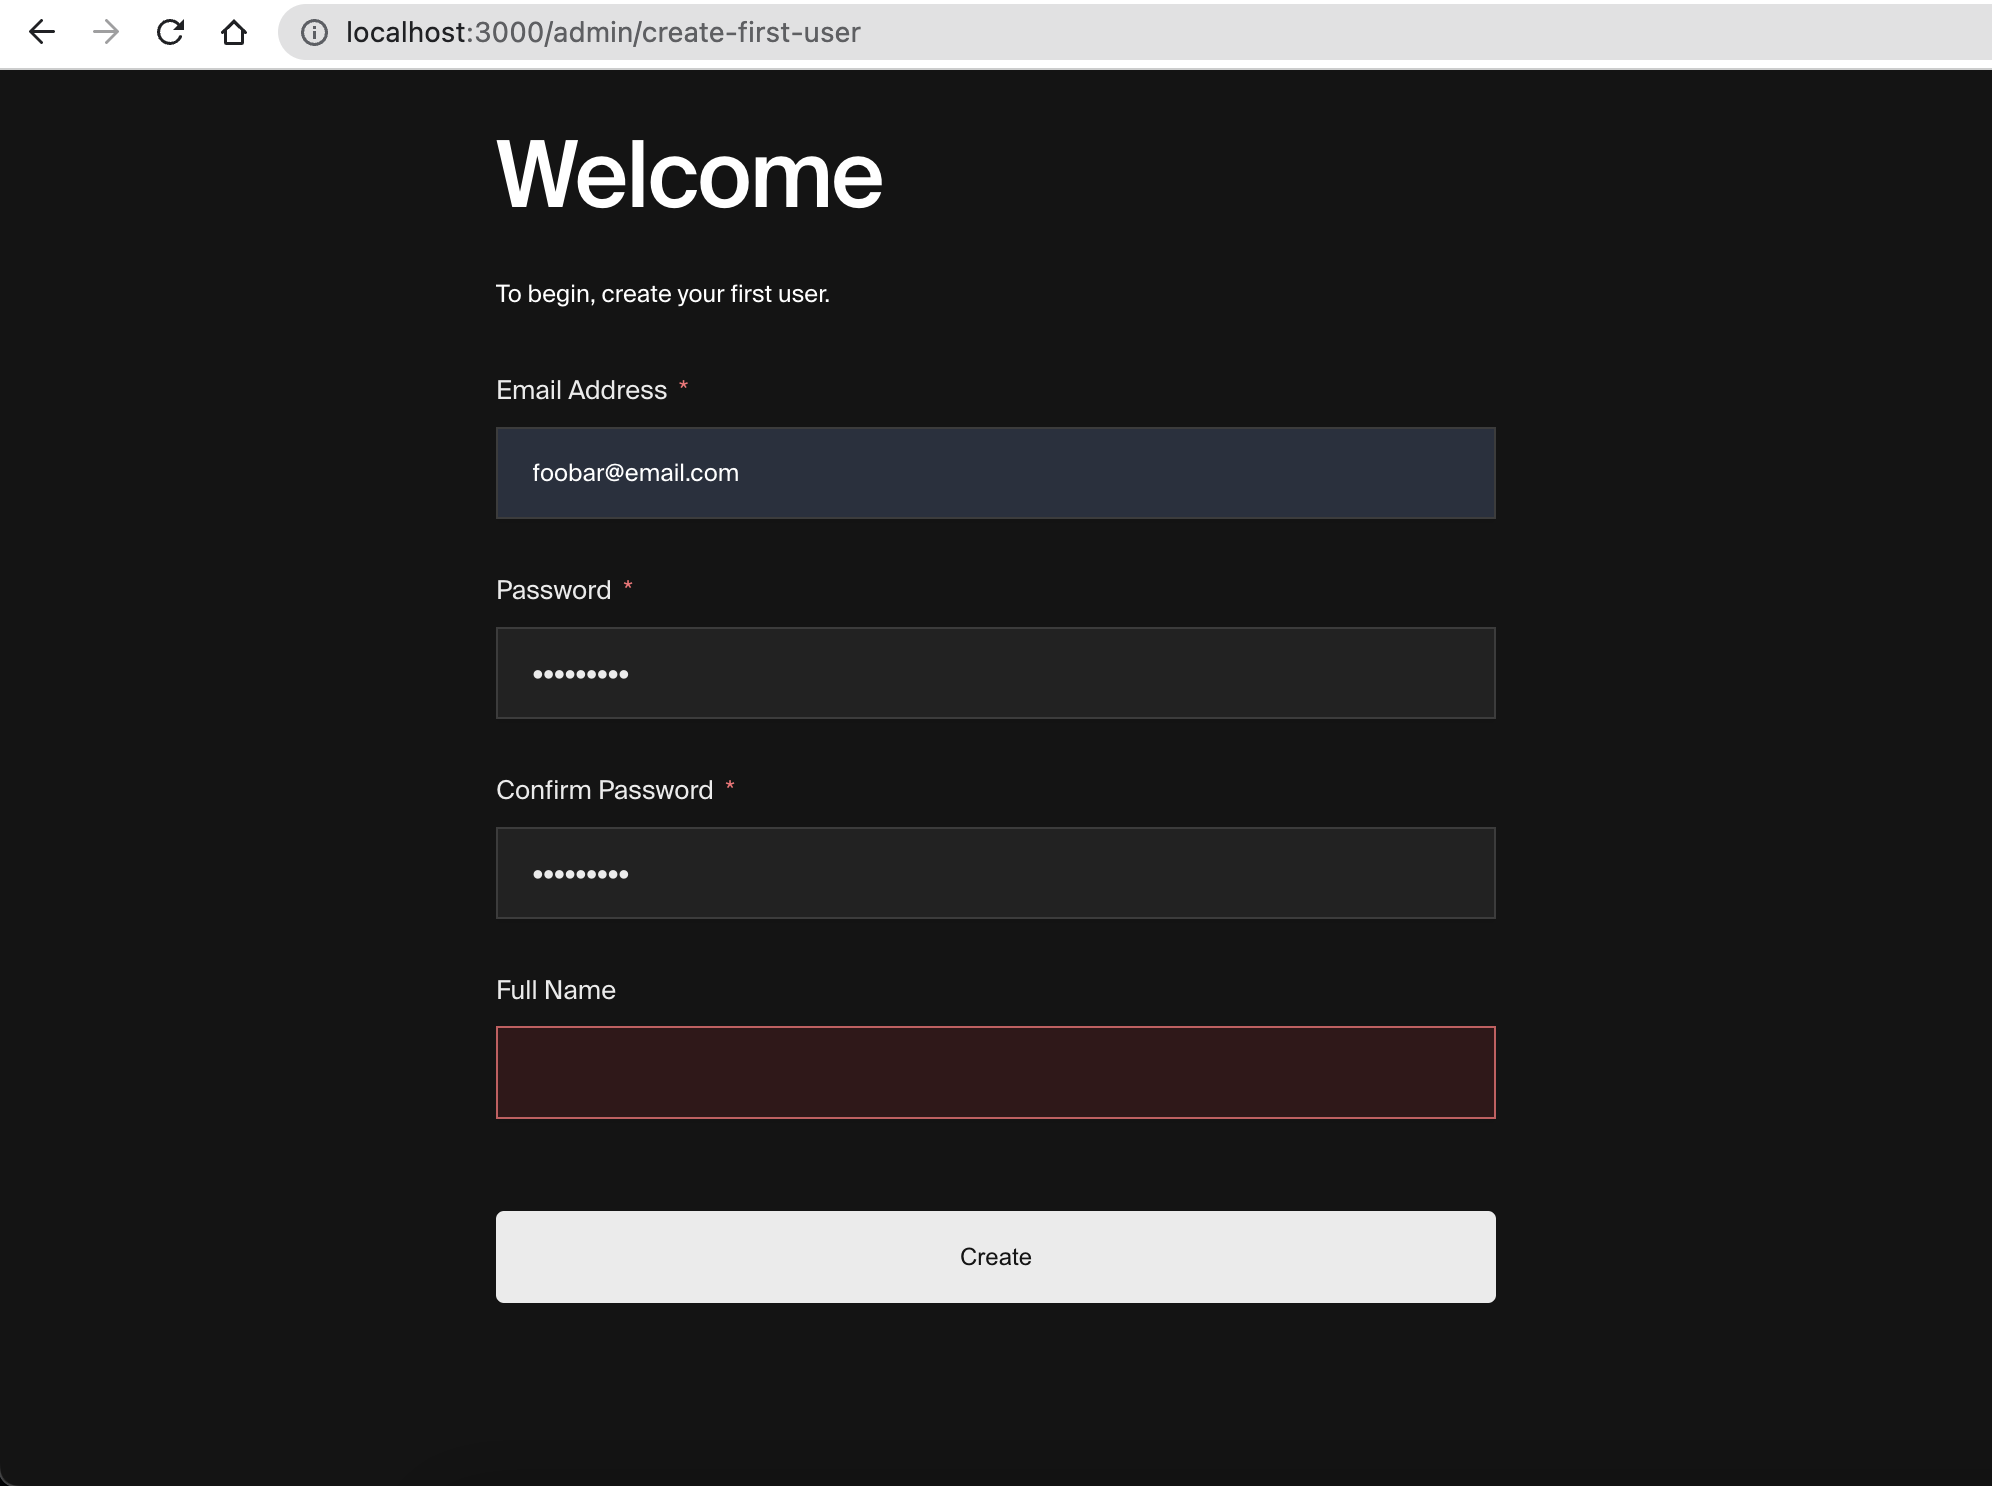 localhost:3000/admin/create-first-user
Welcome
To begin, create your first user.
Email Address *
foobar@email.com
Password *
•••••••••
Confirm Password *
•••••••••
Full Name
Create